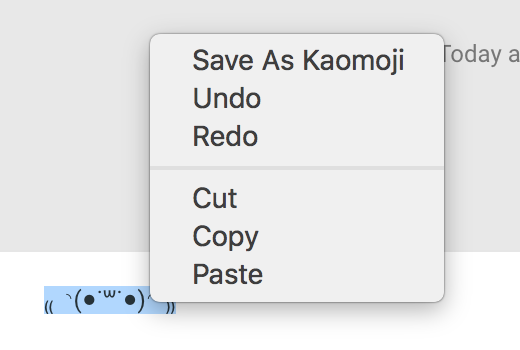 Save As Kaomoji
Today a
Undo
Redo
Cut
Copy
Paste
₍₍ ◝(●˙꒳˙●)◜ ₎₎